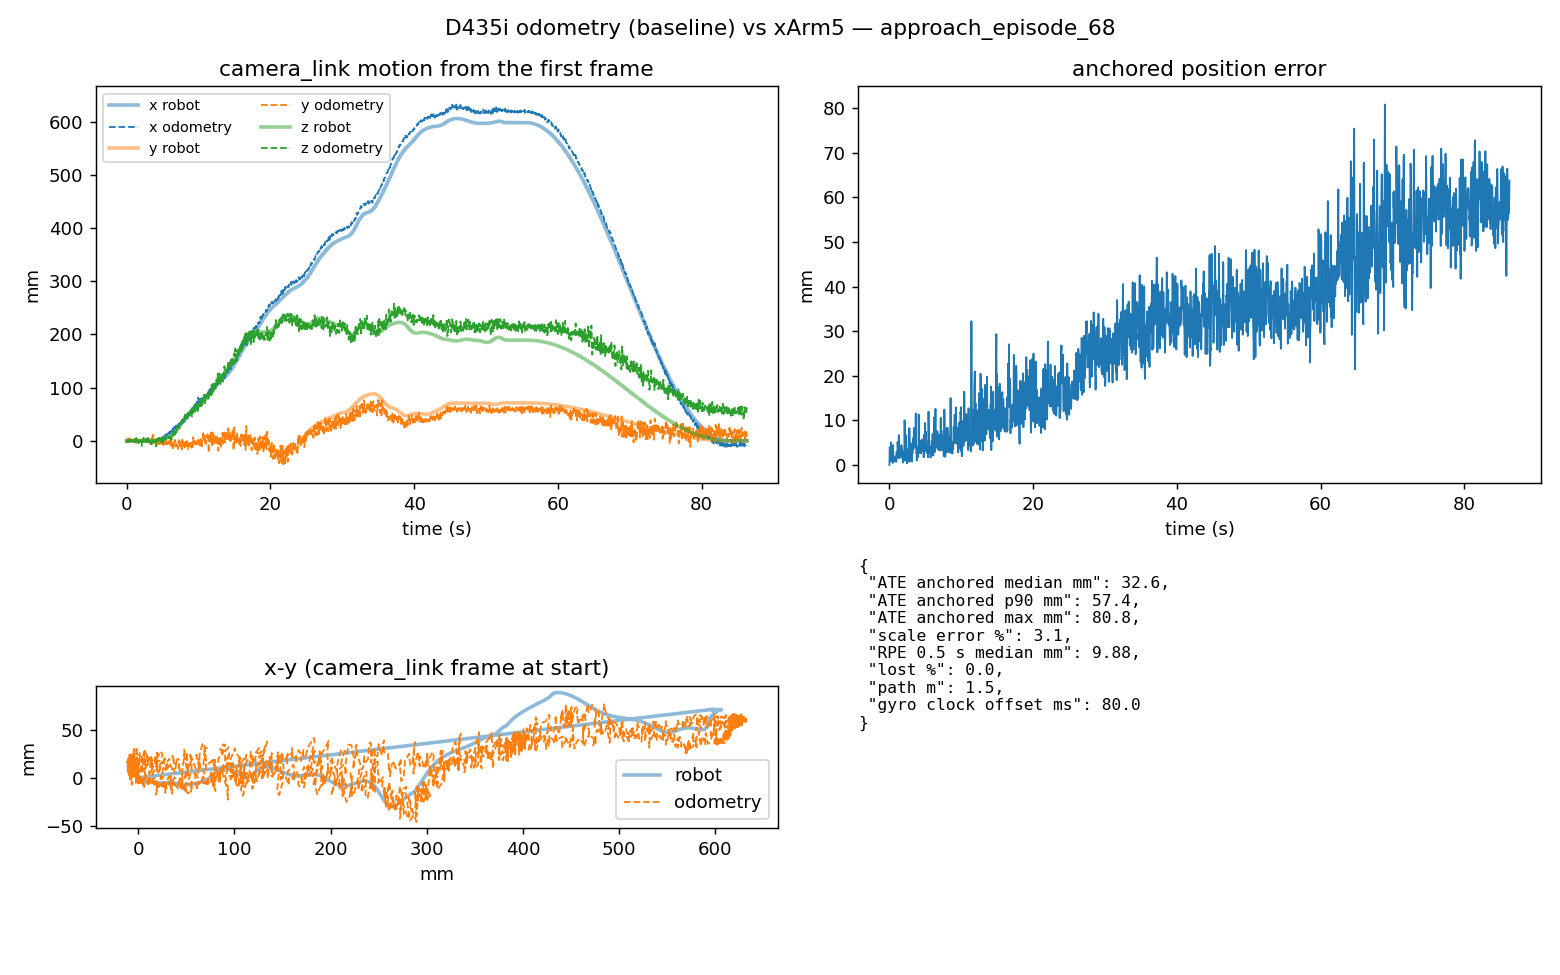 D435i odometry (baseline) vs xArm5 — approach_episode_68
camera_link motion from the first frame
x robot
x odometry
y robot
y odometry
z robot
z odometry
600
500
400
300
200
100
0
mm
0 20 40 60 80
time (s)
anchored position error
80
70
60
50
40
30
20
10
0
mm
0 20 40 60 80
time (s)
x-y (camera_link frame at start)
50
0
−50
mm
robot
odometry
0 100 200 300 400 500 600
mm
{
"ATE anchored median mm": 32.6,
"ATE anchored p90 mm": 57.4,
"ATE anchored max mm": 80.8,
"scale error %": 3.1,
"RPE 0.5 s median mm": 9.88,
"lost %": 0.0,
"path m": 1.5,
"gyro clock offset ms": 80.0
}